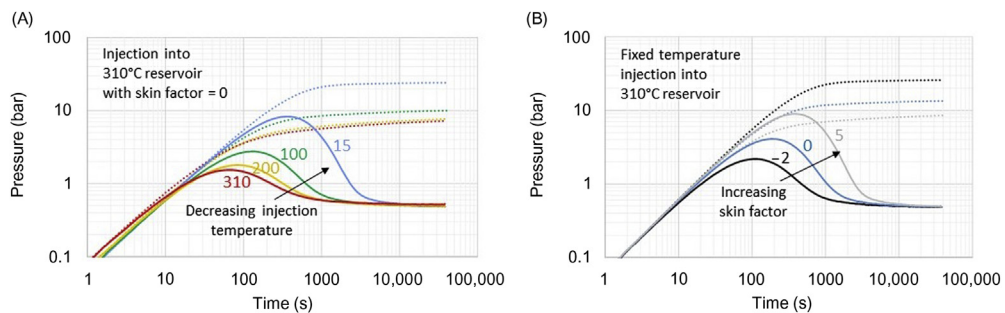 (A)
Injection into
310°C reservoir
with skin factor = 0
100
10
1
0.1
Pressure (bar)
15
100
200
310
Decreasing injection
temperature
1
10
100
1000
10,000
100,000
Time (s)
(B)
Fixed temperature
injection into
310°C reservoir
100
10
1
0.1
Pressure (bar)
5
0
–2
Increasing
skin factor
1
10
100
1000
10,000
100,000
Time (s)